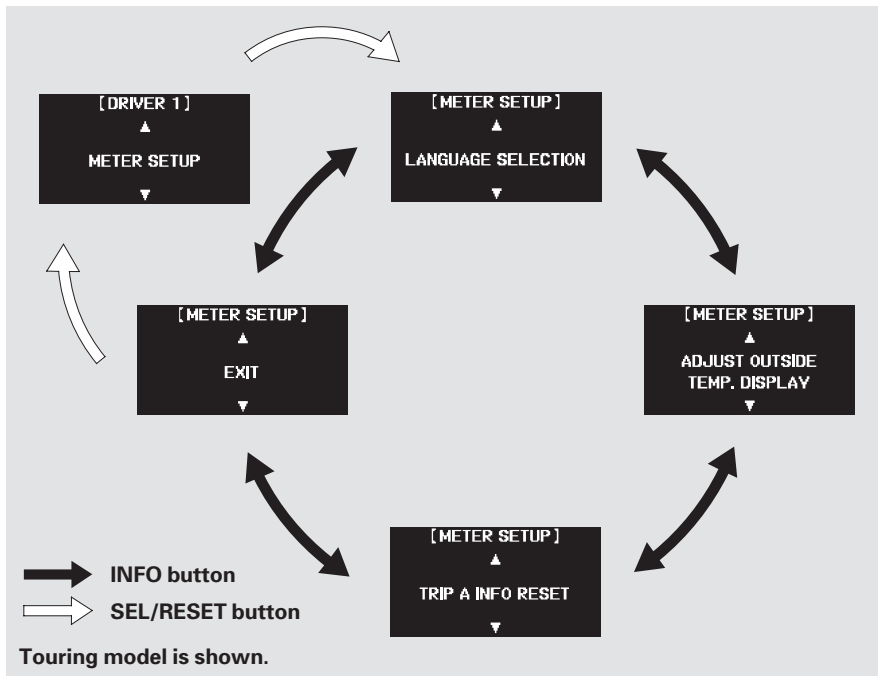 [DRIVER 1]
▲
METER SETUP
▼
[METER SETUP]
▲
LANGUAGE SELECTION
▼
[METER SETUP]
▲
EXIT
▼
[METER SETUP]
▲
ADJUST OUTSIDE
TEMP. DISPLAY
▼
[METER SETUP]
▲
TRIP A INFO RESET
▼
INFO button
SEL/RESET button
Touring model is shown.